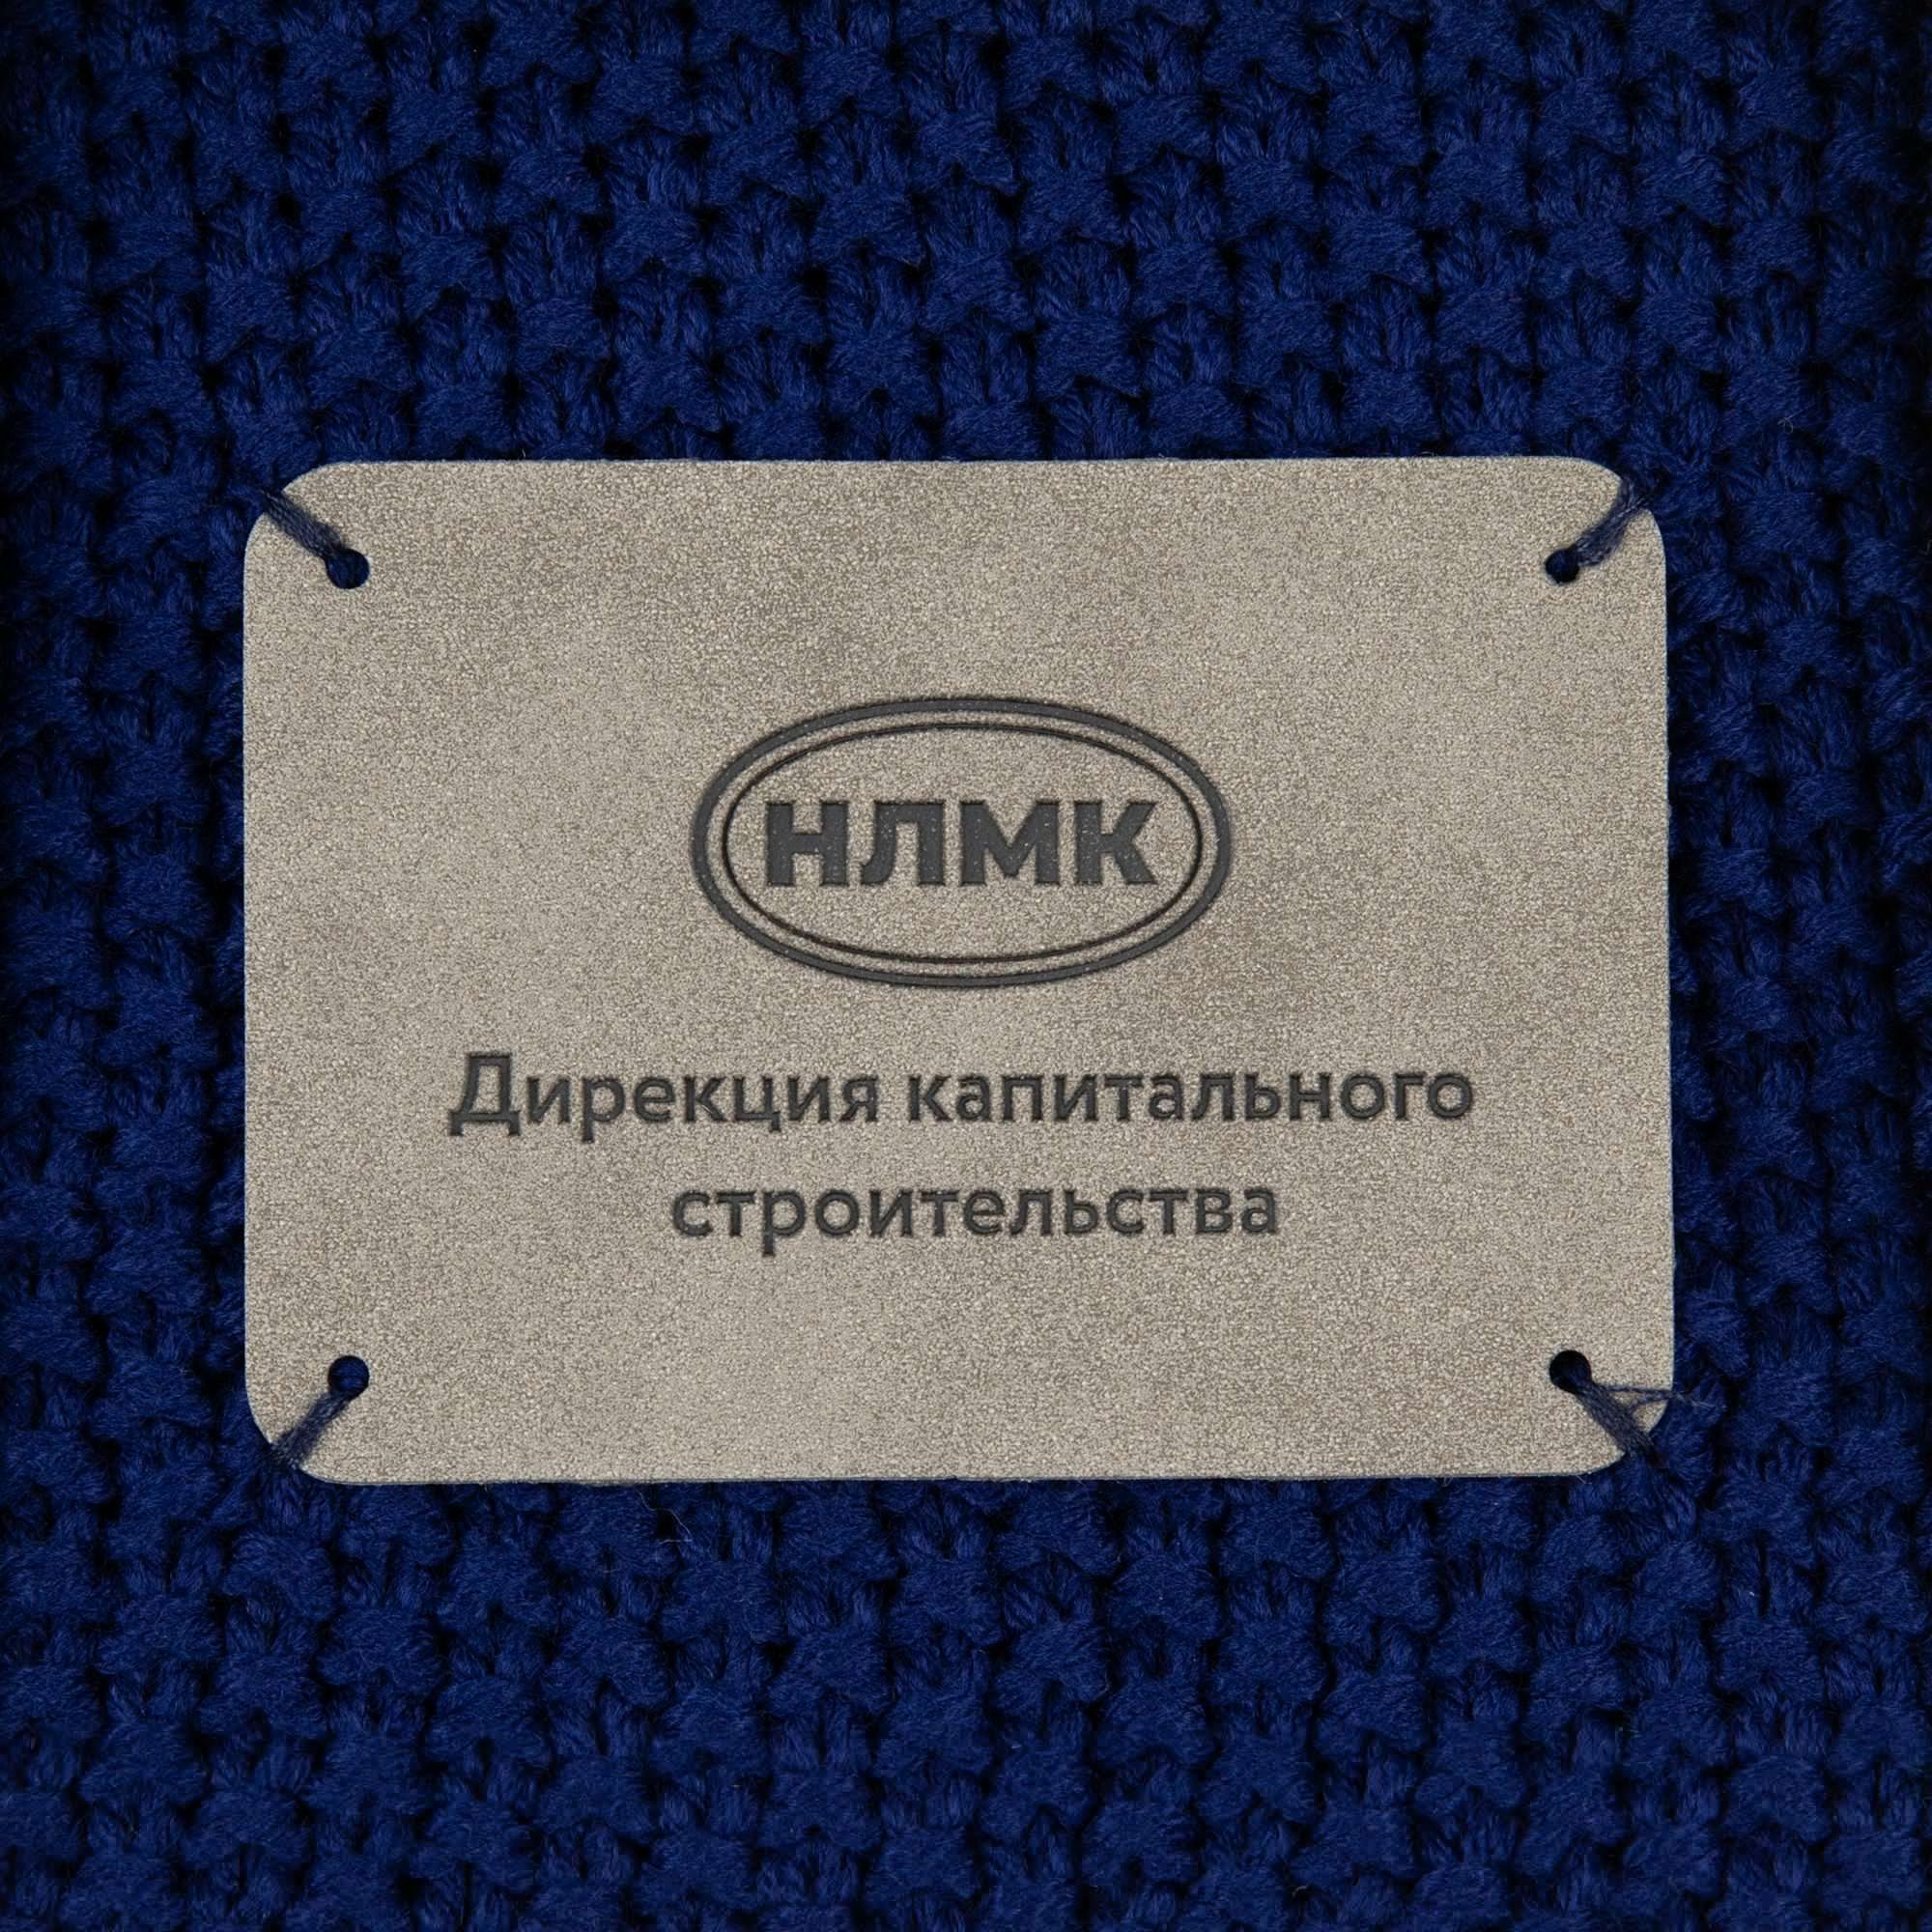 НЛМК
Дирекция капитального
строительства